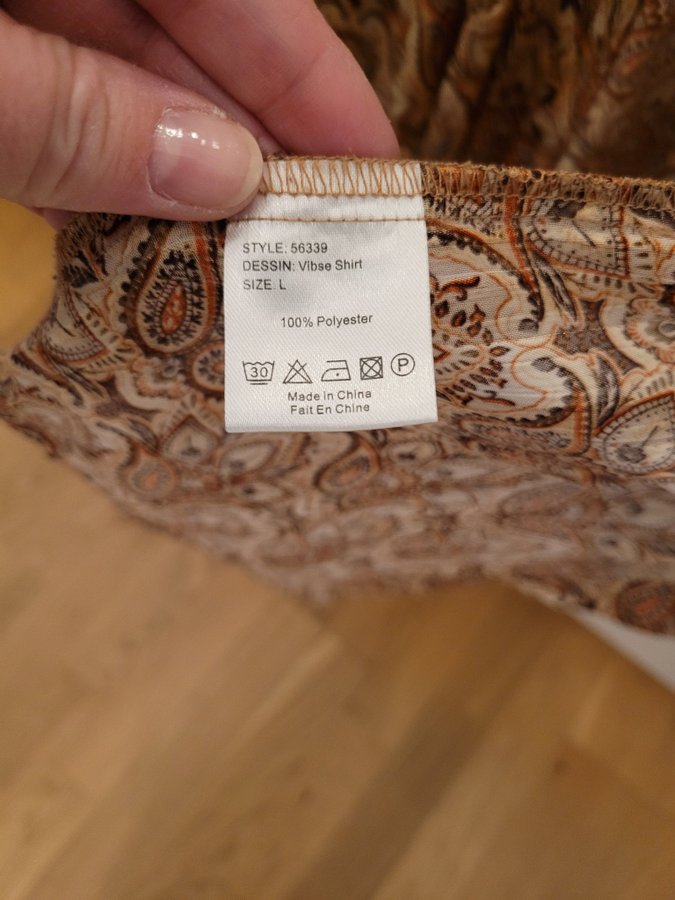 STYLE: 56339
DESSIN: Vibse Shirt
SIZE: L
100% Polyester
30 P
Made in China
Fait En Chine